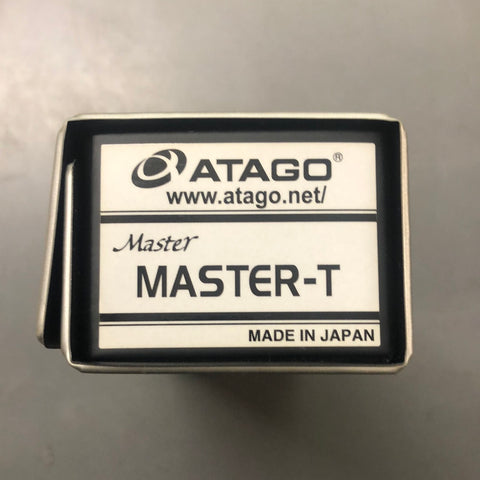 ATAGO®
www.atago.net/
Master
MASTER-T
MADE IN JAPAN